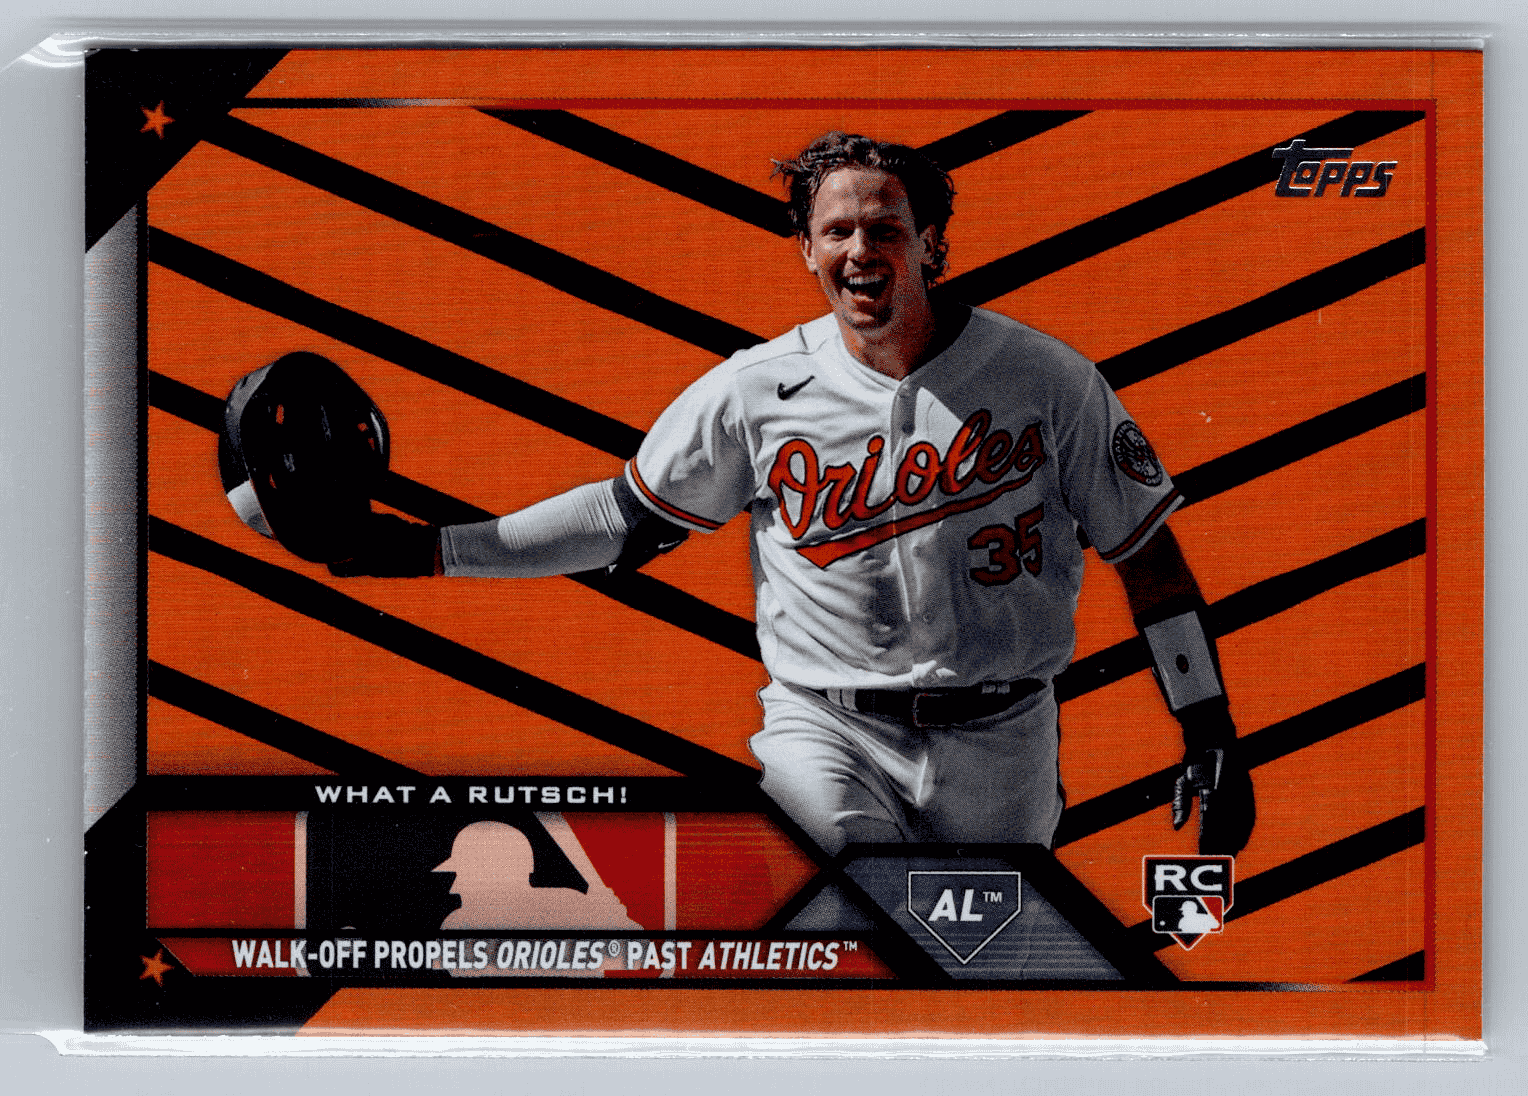 Topps
Orioles
35
WHAT A RUTSCH!
AL™
RC
WALK-OFF PROPELS ORIOLES® PAST ATHLETICS™